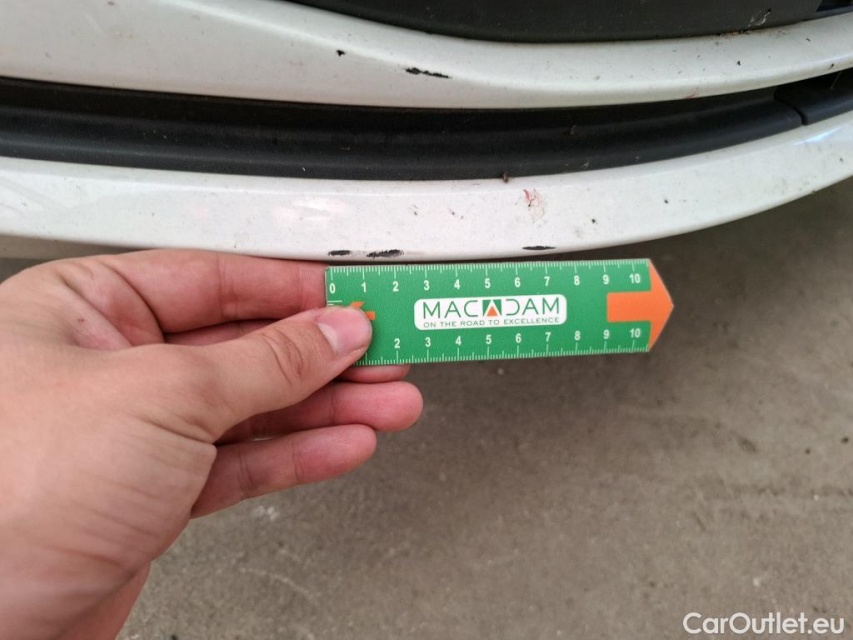 0 1 2 3 4 5 6 7 8 9 10
MACADAM
ON THE ROAD TO EXCELLENCE
2 3 4 5 6 7 8 9 10
CarOutlet.eu